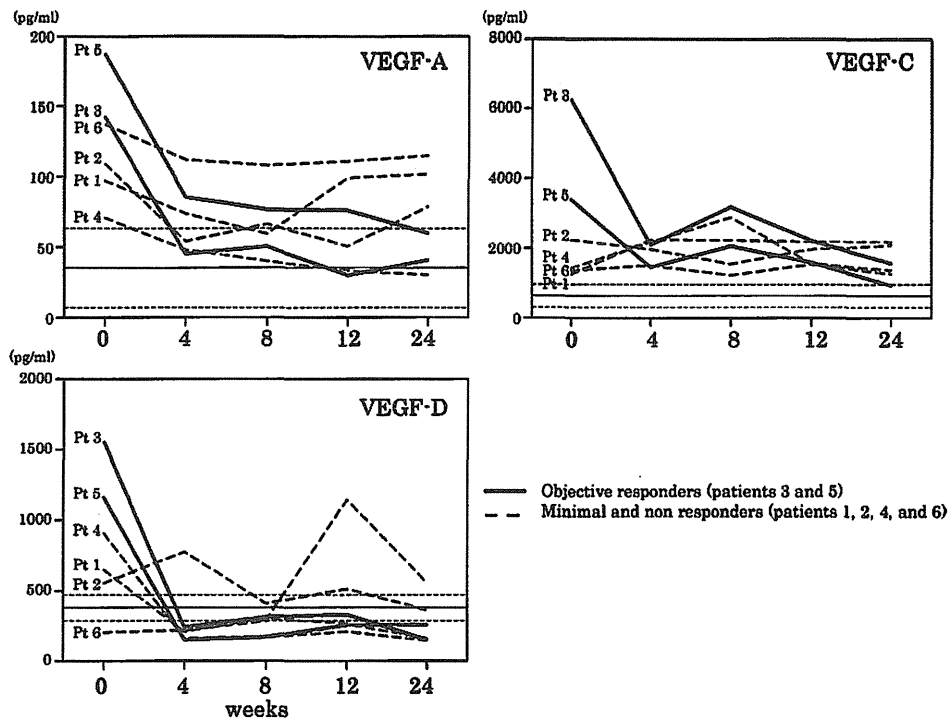 (pg/ml)
200
150
100
50
0
Pt 5
Pt 3
Pt 6
Pt 2
Pt 1
Pt 4
VEGF-A
0 4 8 12 24
(pg/ml)
8000
6000
4000
2000
0
Pt 3
Pt 5
Pt 2
Pt 4
Pt 6
Pt 1
VEGF-C
0 4 8 12 24
(pg/ml)
2000
1500
1000
500
0
Pt 3
Pt 5
Pt 4
Pt 1
Pt 2
Pt 6
VEGF-D
0 4 8 12 24
weeks
Objective responders (patients 3 and 5)
Minimal and non responders (patients 1, 2, 4, and 6)